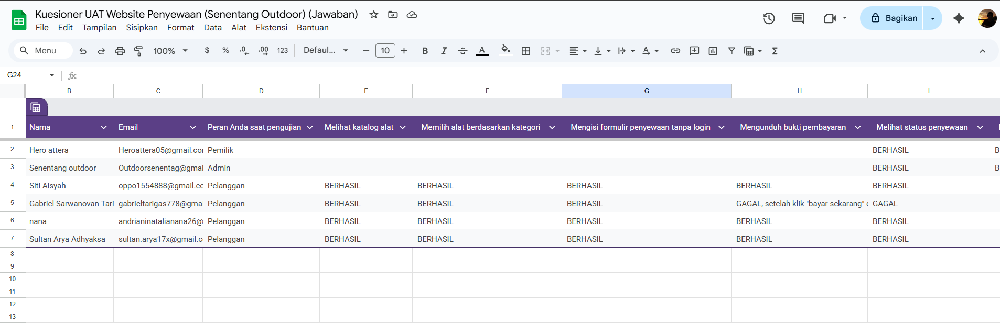 Kuesioner UAT Website Penyewaan (Senentang Outdoor) (Jawaban)
File Edit Tampilan Sisipkan Format Data Alat Ekstensi Bantuan
Bagikan
Menu 100% $ % .0 .00 123 Defaul... 10 B I A A Σ
G24 fx
B C D E F G H I
1 Nama Email Peran Anda saat pengujian Melihat katalog alat Memilih alat berdasarkan kategori Mengisi formulir penyewaan tanpa login Mengunduh bukti pembayaran Melihat status penyewaan
2 Hero attera Heroattera05@gmail.co Pemilik BERHASIL B
3 Senentang outdoor Outdoorsenentag@gmai Admin BERHASIL B
4 Siti Aisyah oppo1554888@gmail.cc Pelanggan BERHASIL BERHASIL BERHASIL BERHASIL BERHASIL
5 Gabriel Sarwanovan Tari gabrieltarigas778@gma Pelanggan BERHASIL BERHASIL BERHASIL GAGAL, setelah klik "bayar sekarang" GAGAL
6 nana andrianinatalianana26@ Pelanggan BERHASIL BERHASIL BERHASIL BERHASIL BERHASIL
7 Sultan Arya Adhyaksa sultan.arya17x@gmail.c Pelanggan BERHASIL BERHASIL BERHASIL BERHASIL BERHASIL
8
9
10
11
12
13